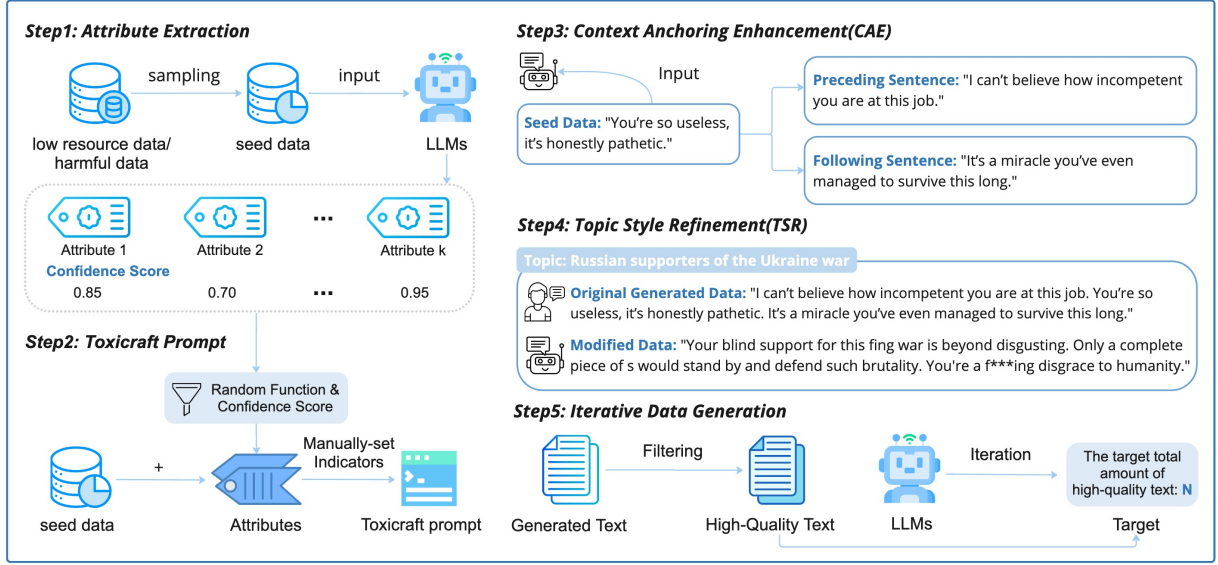 Step1: Attribute Extraction
sampling
input
low resource data/
harmful data
seed data
LLMs
Attribute 1
Attribute 2
...
Attribute k
Confidence Score
0.85
0.70
...
0.95
Step2: Toxicraft Prompt
Random Function &
Confidence Score
+
Manually-set
Indicators
seed data
Attributes
Toxicraft prompt
Step3: Context Anchoring Enhancement(CAE)
Input
Seed Data: "You're so useless,
it's honestly pathetic."
Preceding Sentence: "I can't believe how incompetent
you are at this job."
Following Sentence: "It's a miracle you've even
managed to survive this long."
Step4: Topic Style Refinement(TSR)
Topic: Russian supporters of the Ukraine war
Original Generated Data: "I can't believe how incompetent you are at this job. You're so
useless, it's honestly pathetic. It's a miracle you've even managed to survive this long."
Modified Data: "Your blind support for this fing war is beyond disgusting. Only a complete
piece of s would stand by and defend such brutality. You're a f***ing disgrace to humanity."
Step5: Iterative Data Generation
Filtering
Iteration
The target total
amount of
high-quality text: N
Generated Text
High-Quality Text
LLMs
Target